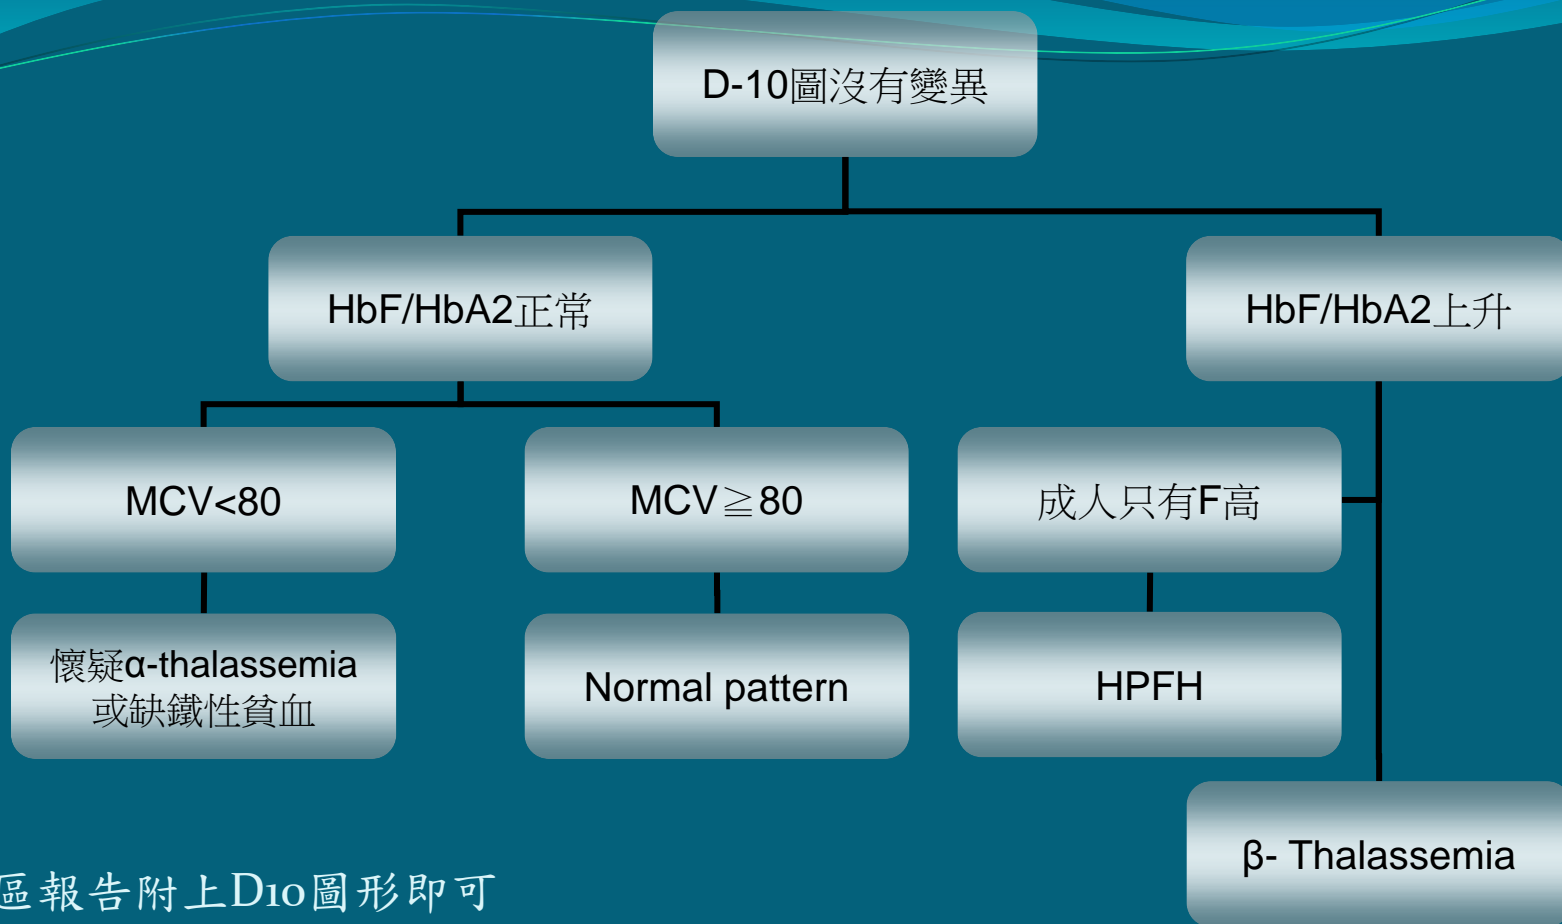 D-10圖沒有變異
HbF/HbA2正常
HbF/HbA2上升
MCV<80
MCV≧80
成人只有F高
懷疑α-thalassemia
或缺鐵性貧血
Normal pattern
HPFH
β- Thalassemia
區報告附上D10圖形即可